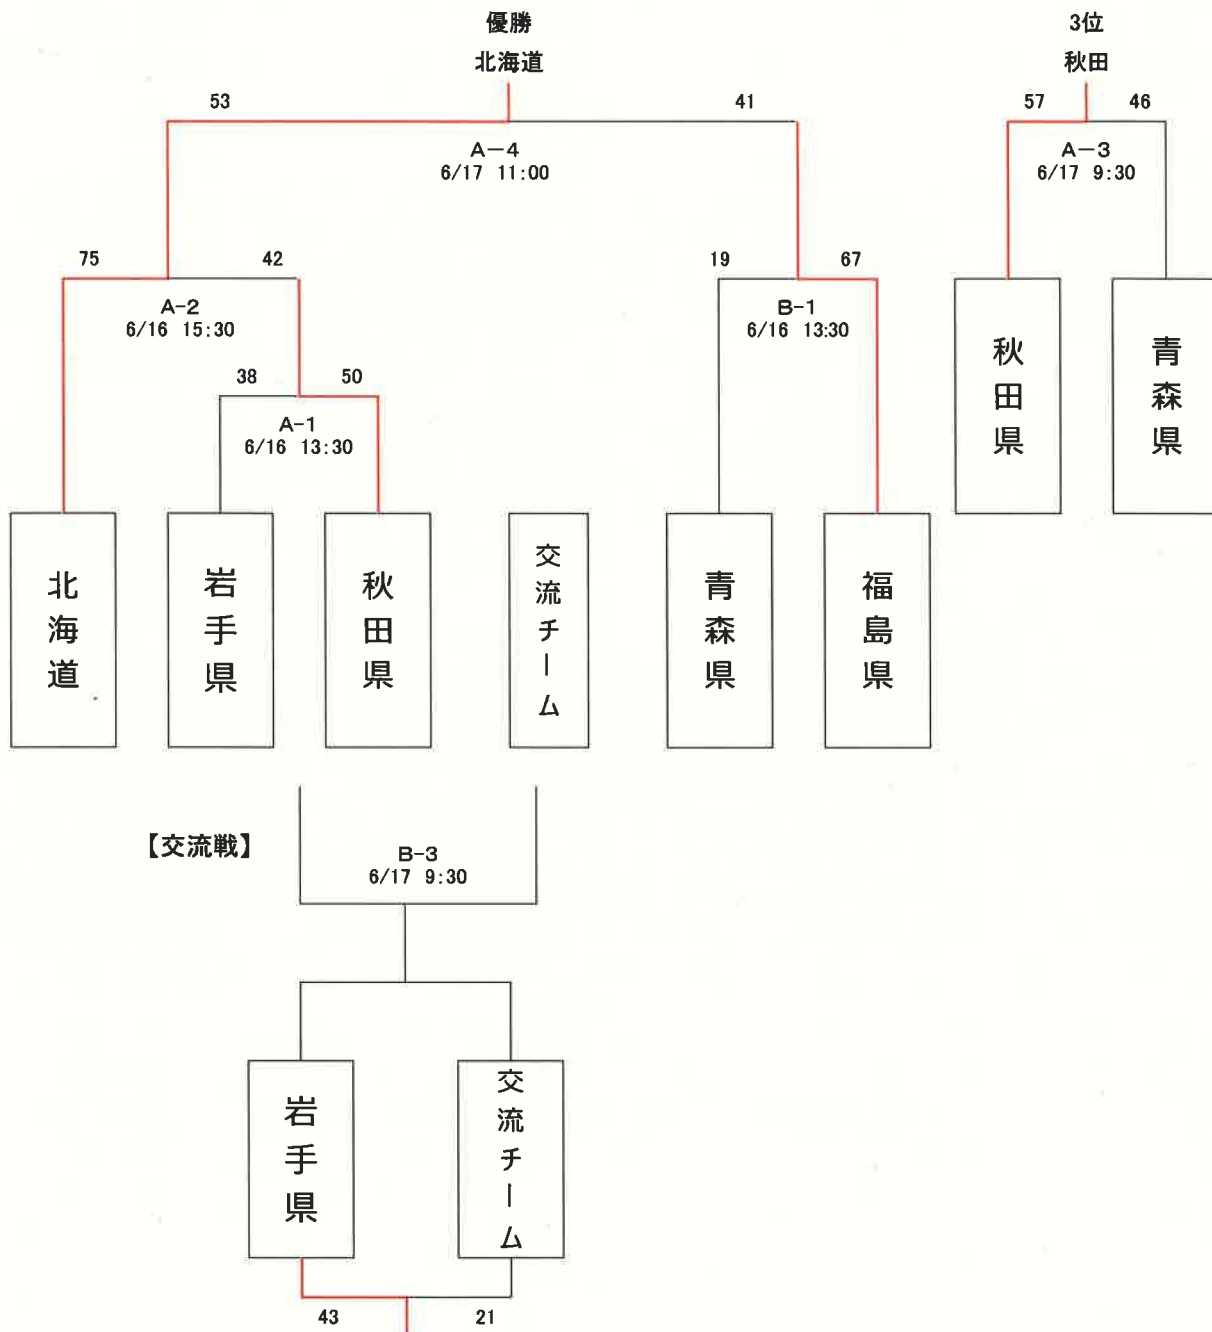 優勝
北海道
3位
秋田
53
41
57
46
A－4
6/17 11:00
A－3
6/17 9:30
75
42
19
67
A-2
6/16 15:30
B-1
6/16 13:30
秋田県
青森県
38
50
A-1
6/16 13:30
北海道
岩手県
秋田県
交流チーム
青森県
福島県
【交流戦】
B-3
6/17 9:30
岩手県
交流チーム
43
21